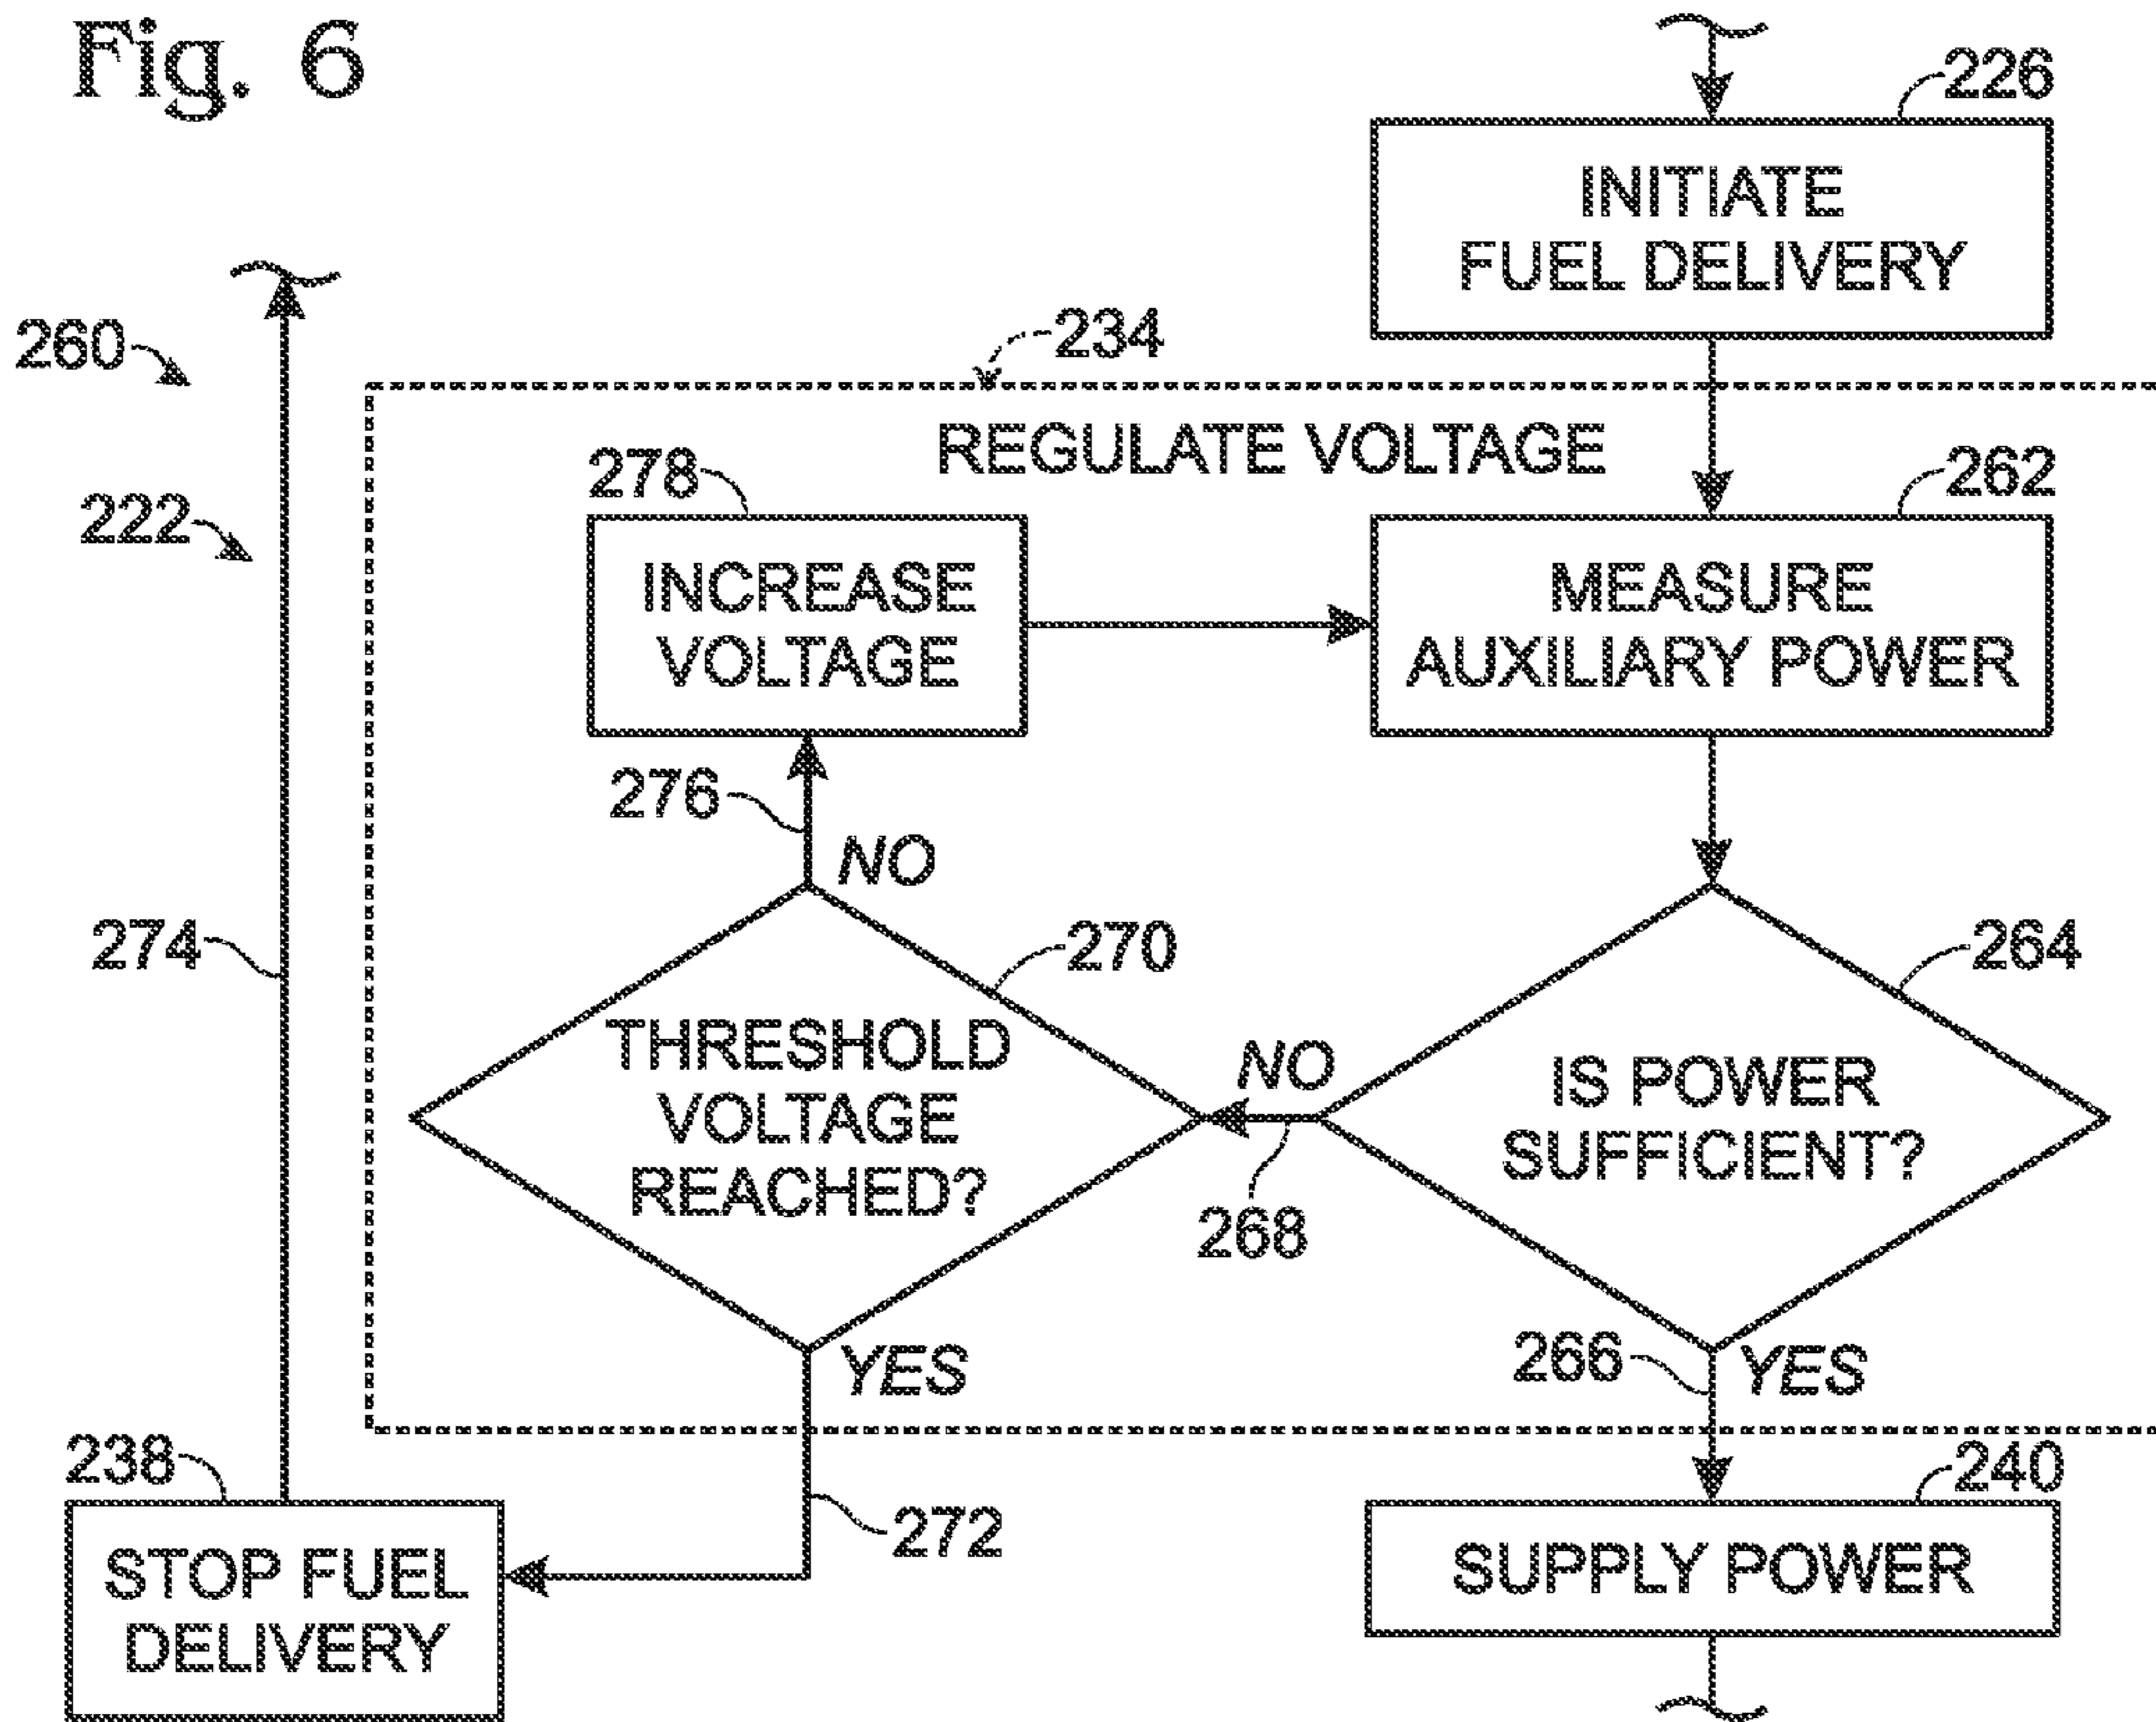 Fig. 6
226
INITIATE
FUEL DELIVERY
260
234
REGULATE VOLTAGE
278
262
222
INCREASE
VOLTAGE
MEASURE
AUXILIARY POWER
276
NO
274
270
264
THRESHOLD
VOLTAGE
REACHED?
NO
IS POWER
SUFFICIENT?
268
YES
266
YES
238
240
272
STOP FUEL
DELIVERY
SUPPLY POWER